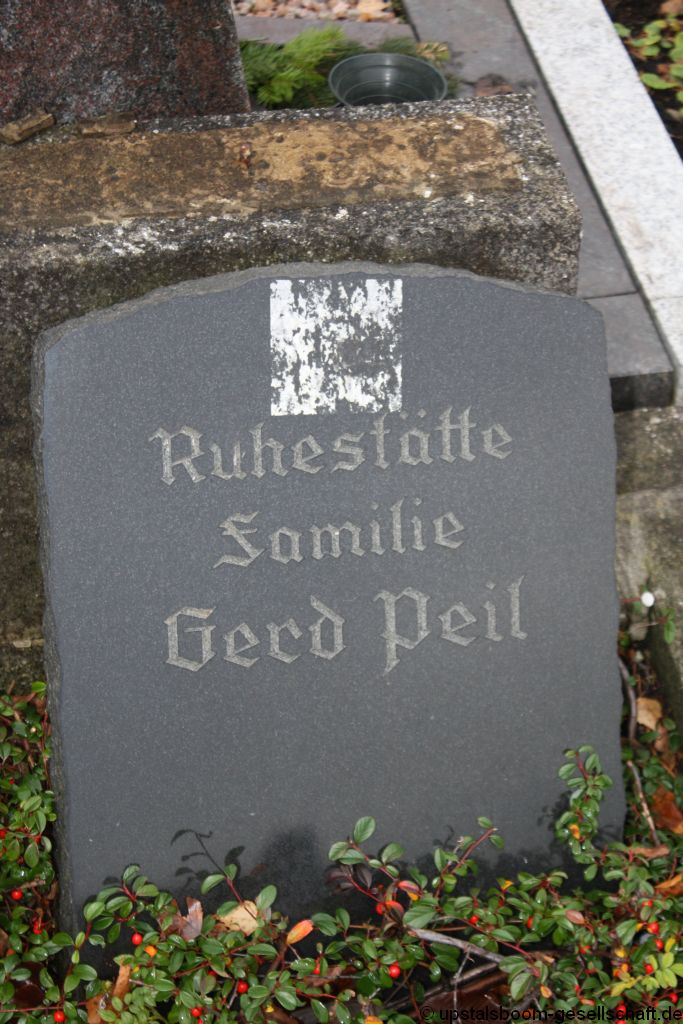 Ruhestätte
Familie
Gerd Peil
© upstalsboom-gesellschaft.de